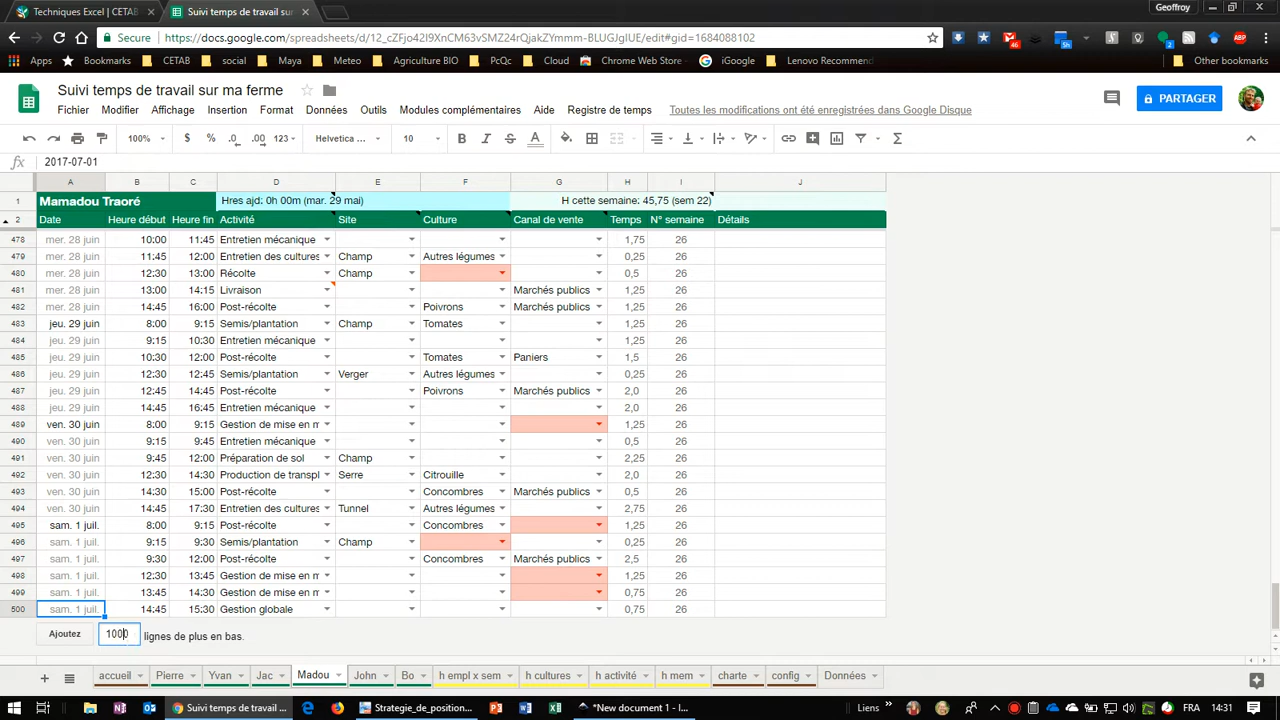 Techniques Excel | CETAB
Suivi temps de travail sur
Geoffroy
Secure
https://docs.google.com/spreadsheets/d/12_cZFjo42I9XnCM63vSMZ24rohqaZkYmmm-BLUGJgIUE/edit#gid=1684088102
Apps Bookmarks CETAB social Maya Meteo Agriculture BIO PcQc Cloud Chrome Web Store iGoogle Lenovo Recommend Other bookmarks
Suivi temps de travail sur ma ferme
PARTAGER
Fichier Modifier Affichage Insertion Format Données Outils Modules complémentaires Aide Registre de temps Toutes les modifications ont été enregistrées dans Google Disque
100% $ % .0 .00 123 Helvetica ... 10 B I S A
fx 2017-07-01
A B C D E F G H I J
1 Mamadou Traoré Hres ajd: 0h 00m (mar. 29 mai) H cette semaine: 45,75 (sem 22)
2 Date Heure début Heure fin Activité Site Culture Canal de vente Temps N° semaine Détails
478 mer. 28 juin 10:00 11:45 Entretien mécanique 1,75 26
479 mer. 28 juin 11:45 12:00 Entretien des cultures Champ Autres légumes 0,25 26
480 mer. 28 juin 12:30 13:00 Récolte Champ 0,5 26
481 mer. 28 juin 13:00 14:15 Livraison Marchés publics 1,25 26
482 mer. 28 juin 14:45 16:00 Post-récolte Poivrons Marchés publics 1,25 26
483 jeu. 29 juin 8:00 9:15 Semis/plantation Champ Tomates 1,25 26
484 jeu. 29 juin 9:15 10:30 Entretien mécanique 1,25 26
485 jeu. 29 juin 10:30 12:00 Post-récolte Tomates Paniers 1,5 26
486 jeu. 29 juin 12:30 12:45 Semis/plantation Verger Autres légumes 0,25 26
487 jeu. 29 juin 12:45 14:45 Post-récolte Poivrons Marchés publics 2,0 26
488 jeu. 29 juin 14:45 16:45 Entretien mécanique 2,0 26
489 ven. 30 juin 8:00 9:15 Gestion de mise en m 1,25 26
490 ven. 30 juin 9:15 9:45 Entretien mécanique 0,5 26
491 ven. 30 juin 9:45 12:00 Préparation de sol Champ 2,25 26
492 ven. 30 juin 12:30 14:30 Production de transpl Serre Citrouille 2,0 26
493 ven. 30 juin 14:30 15:00 Post-récolte Concombres Marchés publics 0,5 26
494 ven. 30 juin 14:45 17:30 Entretien des cultures Tunnel Autres légumes 2,75 26
495 sam. 1 juil. 8:00 9:15 Post-récolte Concombres 1,25 26
496 sam. 1 juil. 9:15 9:30 Semis/plantation Champ 0,25 26
497 sam. 1 juil. 9:30 12:00 Post-récolte Concombres Marchés publics 2,5 26
498 sam. 1 juil. 12:30 13:45 Gestion de mise en m 1,25 26
499 sam. 1 juil. 13:45 14:30 Gestion de mise en m 0,75 26
500 sam. 1 juil. 14:45 15:30 Gestion globale 0,75 26
Ajoutez 1000 lignes de plus en bas.
accueil Pierre Yvan Jac Madou John Bo h empl x sem h cultures h activité h mem charte config Données
Suivi temps de travail ... Strategie_de_position... *New document 1 - I... Liens FRA 14:31